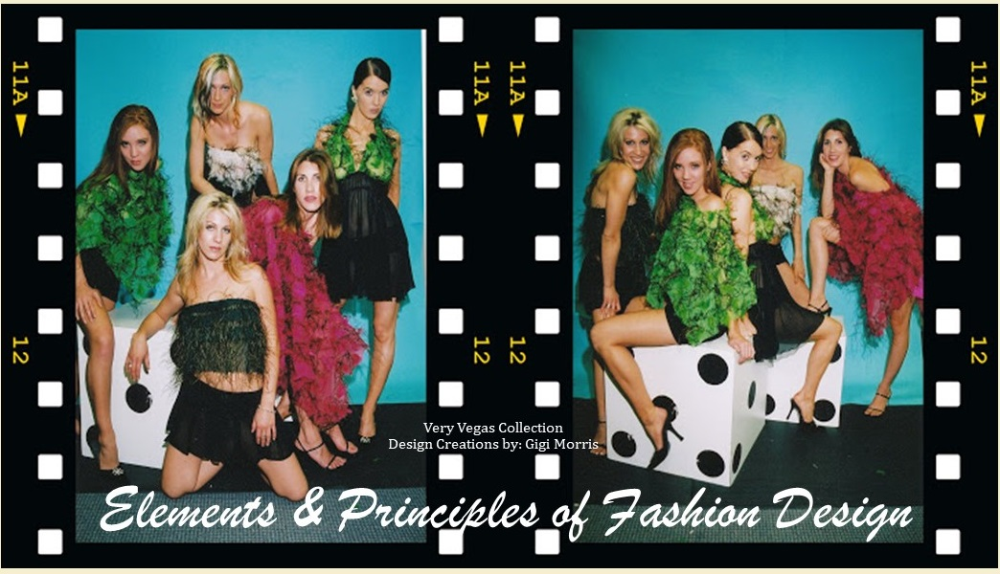 11A
11A
11A
11A
12
12
12
12
Very Vegas Collection
Design Creations by: Gigi Morris
Elements & Principles of Fashion Design